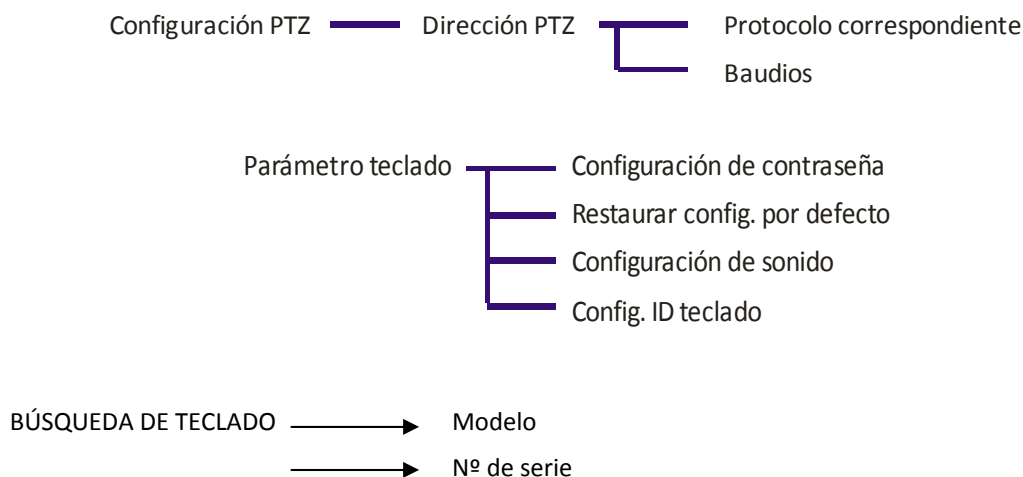 Configuración PTZ Dirección PTZ Protocolo correspondiente
Baudios
Parámetro teclado Configuración de contraseña
Restaurar config. por defecto
Configuración de sonido
Config. ID teclado
BÚSQUEDA DE TECLADO Modelo
Nº de serie